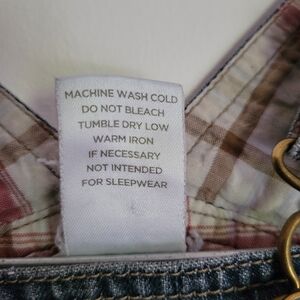 MACHINE WASH COLD
DO NOT BLEACH
TUMBLE DRY LOW
WARM IRON
IF NECESSARY
NOT INTENDED
FOR SLEEPWEAR